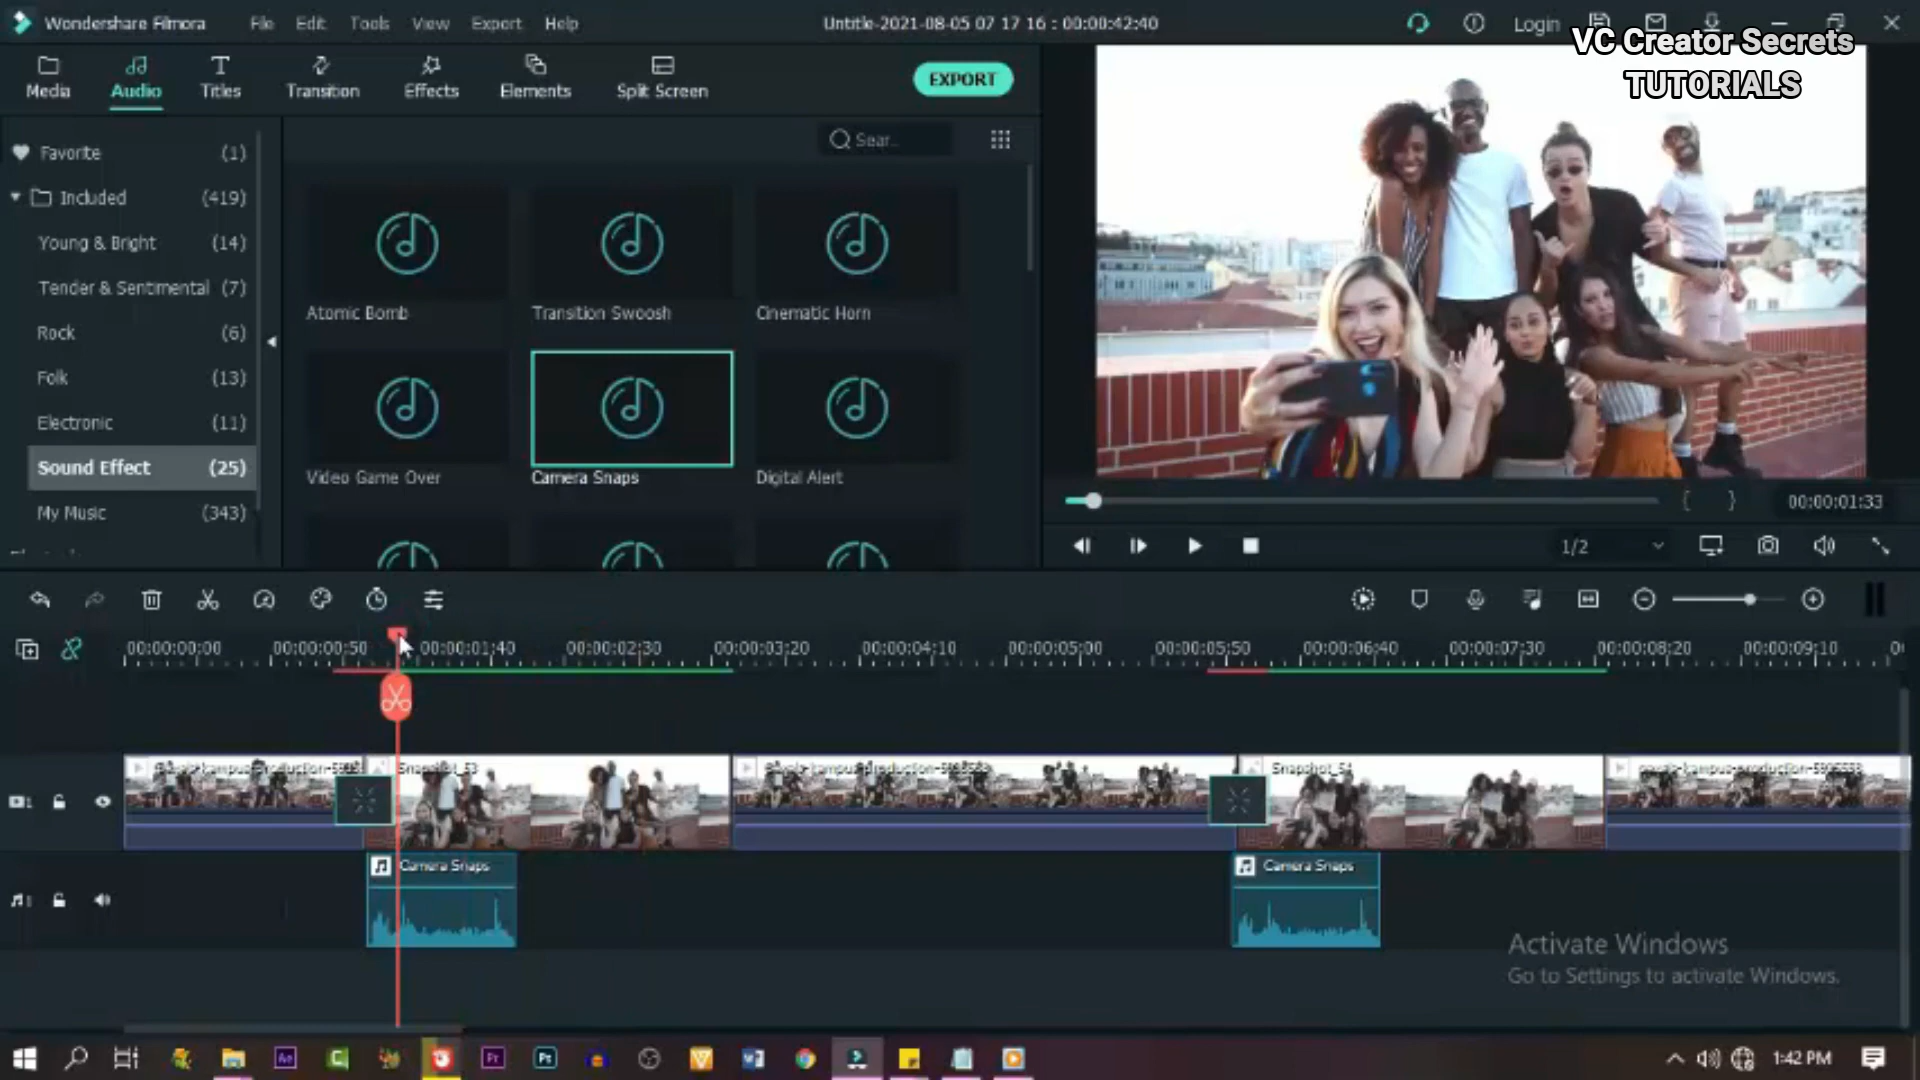 Wondershare Filmora File Edit Tools View Export Help Untitle-2021-08-05 07 17 16 : 00:00:42:40 Login
VC Creator Secrets
TUTORIALS
Media Audio Titles Transition Effects Elements Split Screen EXPORT
Favorite (1)
Included (419)
Young & Bright (14)
Tender & Sentimental (7)
Rock (6)
Folk (13)
Electronic (11)
Sound Effect (25)
My Music (343)
Sear..
Atomic Bomb Transition Swoosh Cinematic Horn
Video Game Over Camera Snaps Digital Alert
{ } 00:00:01:33
1/2
00:00:00:00 00:00:00:50 00:00:01:40 00:00:02:30 00:00:03:20 00:00:04:10 00:00:05:00 00:00:05:50 00:00:06:40 00:00:07:30 00:00:08:20 00:00:09:10
Snapshot_53 Snapshot_54
Camera Snaps Camera Snaps
Activate Windows
Go to Settings to activate Windows.
Ae Pr Ps 1:42 PM